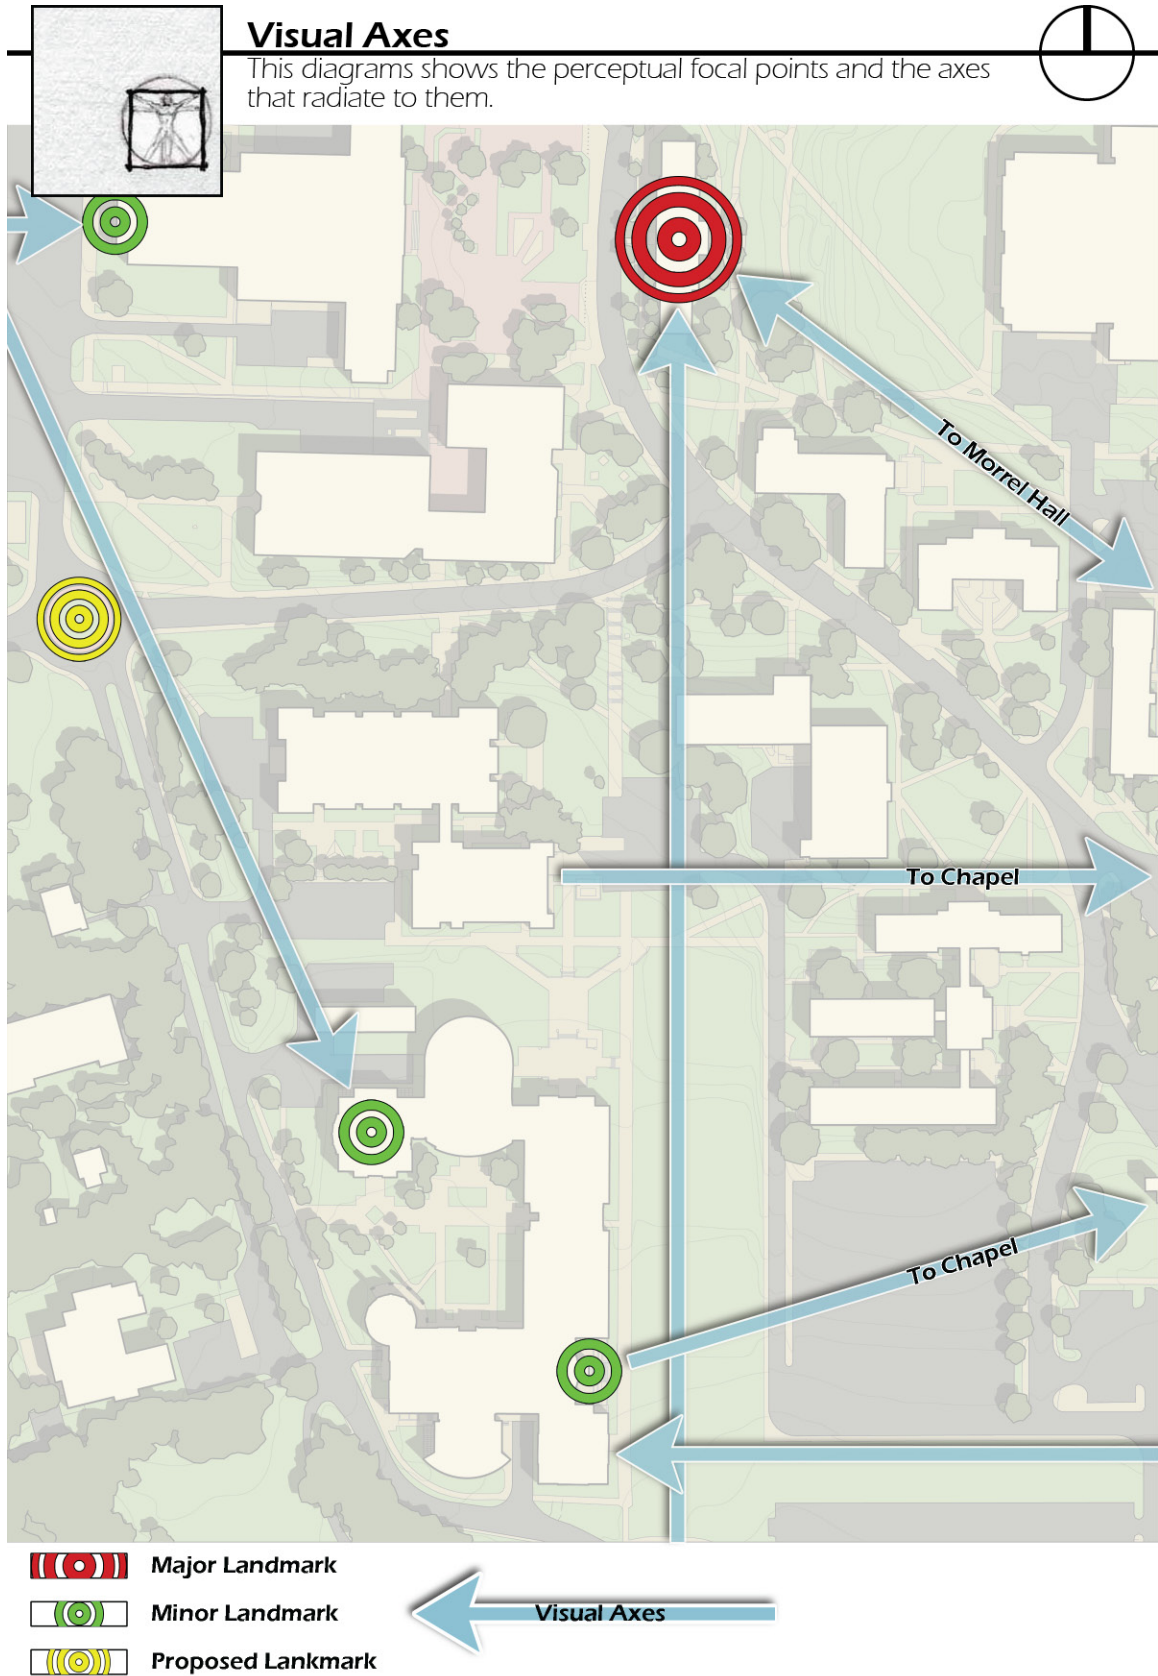 Visual Axes
This diagrams shows the perceptual focal points and the axes
that radiate to them.
To Morrel Hall
To Chapel
To Chapel
Major Landmark
Minor Landmark
Visual Axes
Proposed Lankmark